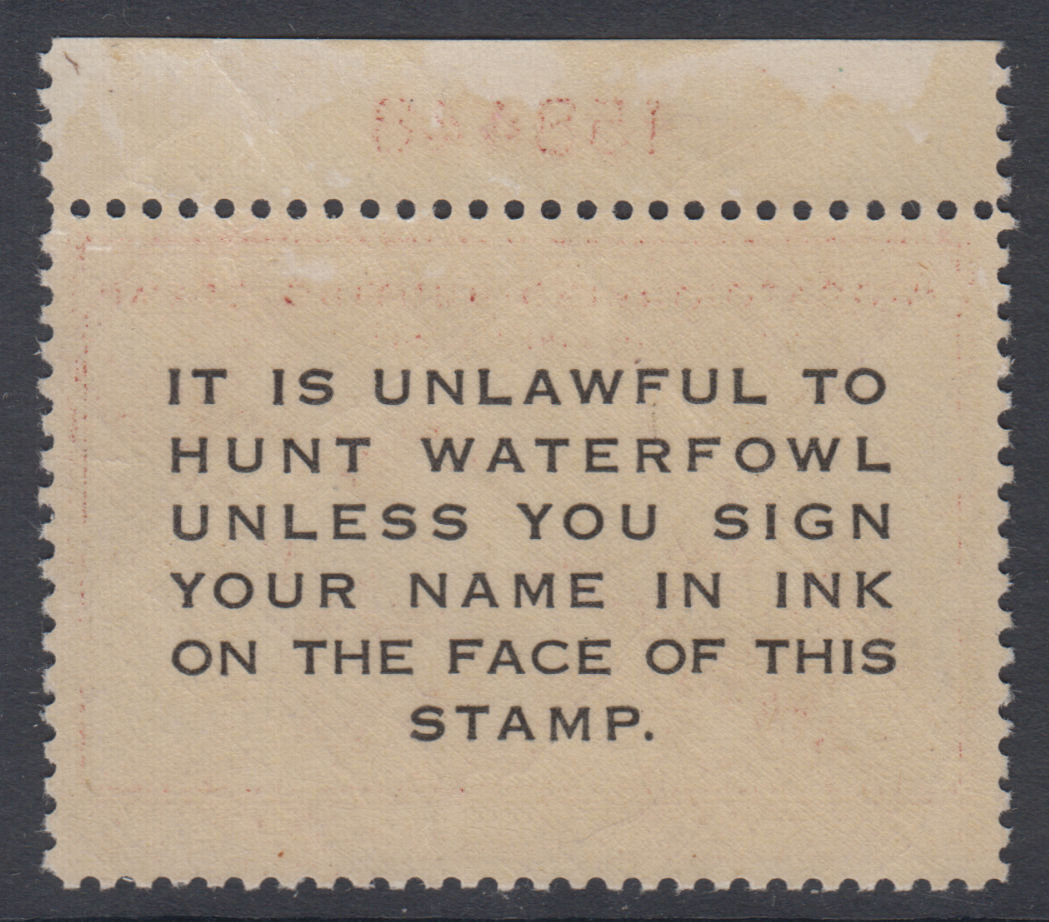 IT IS UNLAWFUL TO
HUNT WATERFOWL
UNLESS YOU SIGN
YOUR NAME IN INK
ON THE FACE OF THIS
STAMP.